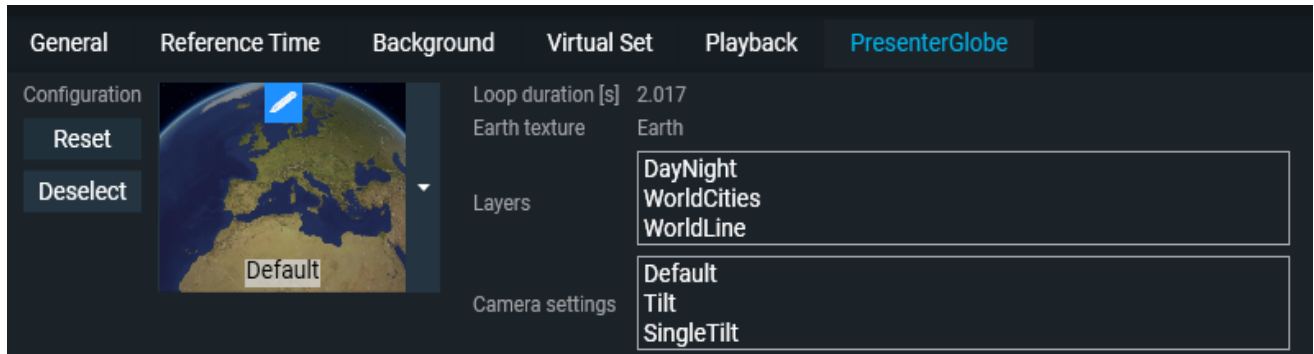 General Reference Time Background Virtual Set Playback PresenterGlobe
Configuration
Reset
Deselect
Default
Loop duration [s] 2.017
Earth texture Earth
Layers
DayNight
WorldCities
WorldLine
Camera settings
Default
Tilt
SingleTilt